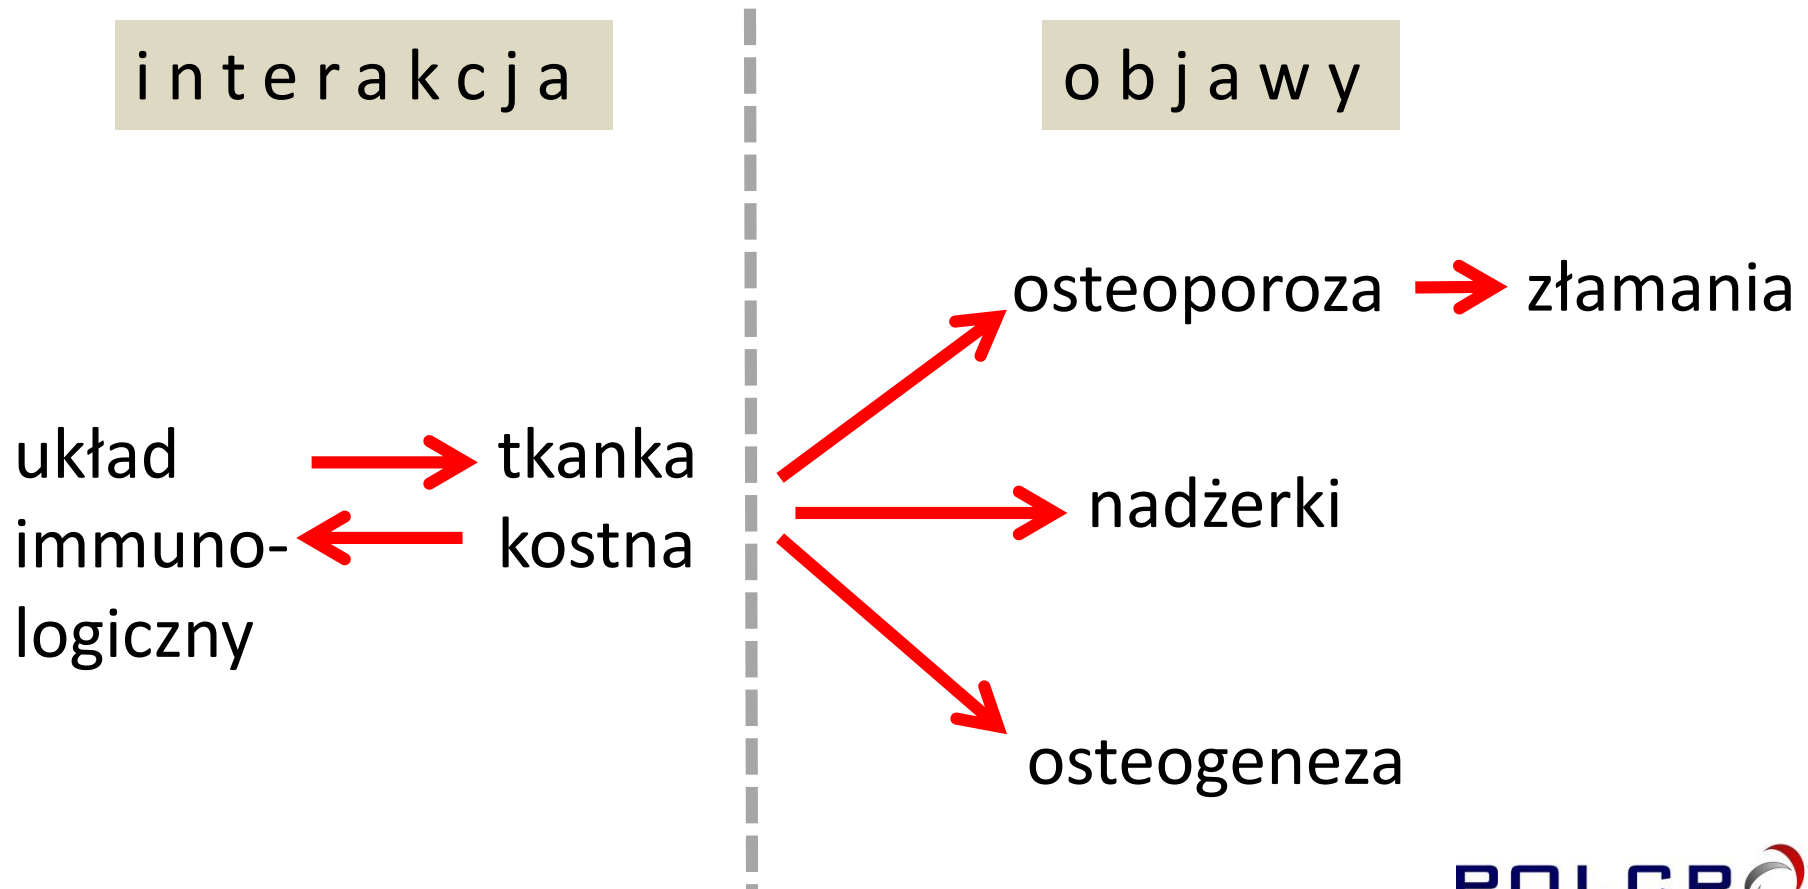 interakcja
objawy
osteoporoza
złamania
układ
immuno-
logiczny
tkanka
kostna
nadżerki
osteogeneza